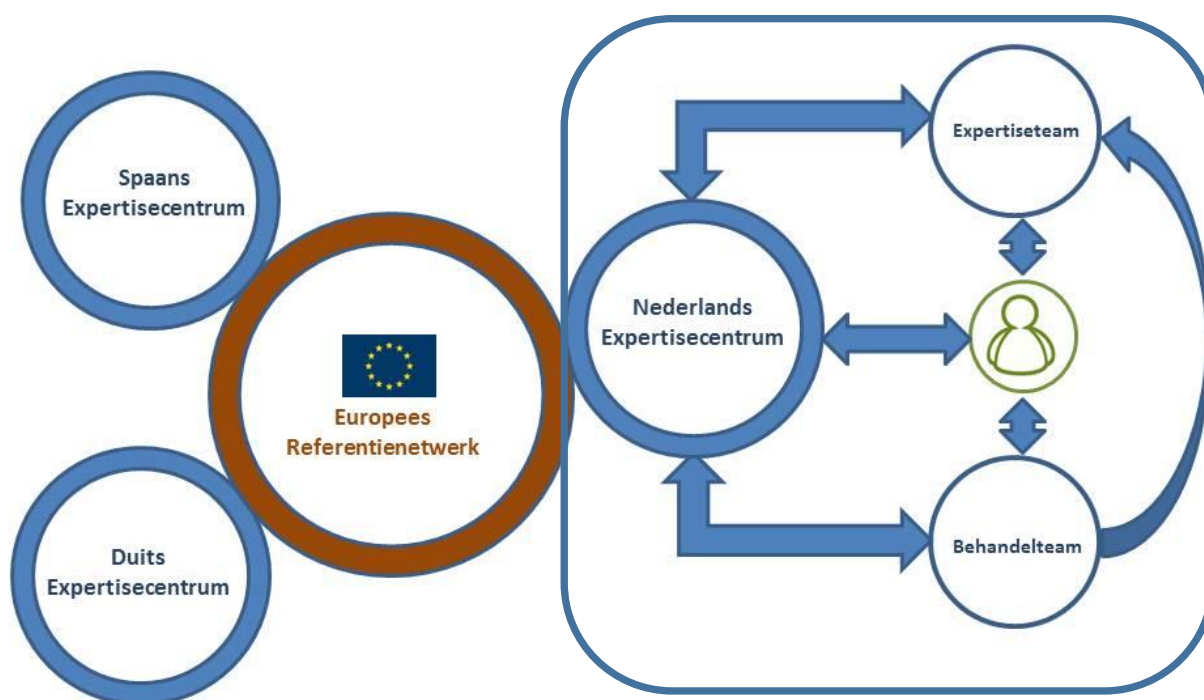 Spaans
Expertisecentrum
Europees
Referentienetwerk
Duits
Expertisecentrum
Nederlands
Expertisecentrum
Expertiseteam
Behandelteam